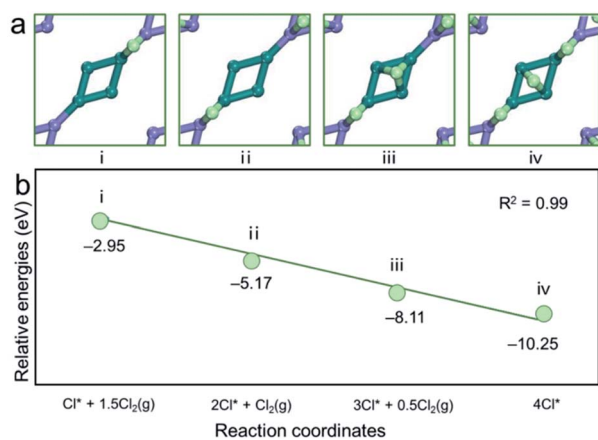 a
i
ii
iii
iv
b
Relative energies (eV)
R² = 0.99
i
−2.95
ii
−5.17
iii
−8.11
iv
−10.25
Cl* + 1.5Cl₂(g)
2Cl* + Cl₂(g)
3Cl* + 0.5Cl₂(g)
4Cl*
Reaction coordinates